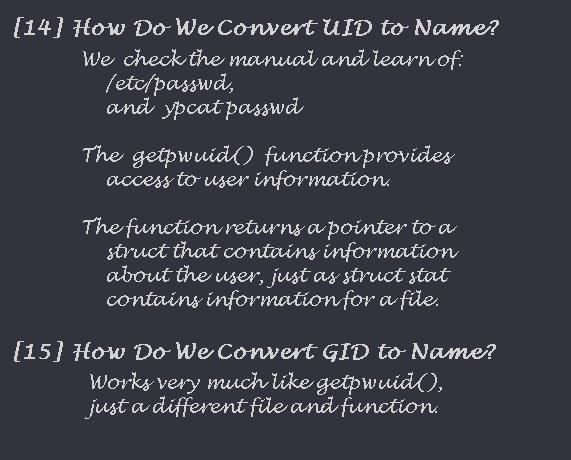 [14] How Do We Convert UID to Name?
We check the manual and learn of:
/etc/passwd,
and ypcat passwd
The getpwuid() function provides
access to user information.
The function returns a pointer to a
struct that contains information
about the user, just as struct stat
contains information for a file.
[15] How Do We Convert GID to Name?
Works very much like getpwuid(),
just a different file and function.